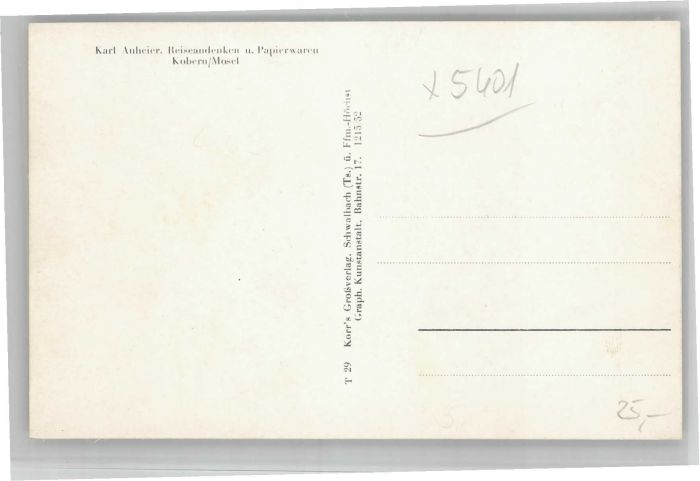 Karl Anheier. Reiseandenken u. Papierwaren
Kobern/Mosel
T 29 Korr's Großverlag. Schwalbach (Ts.) ü. Ffm.-Höchst
Graph. Kunstanstalt. Bahnstr. 17. 1215 52
x 5401
25,-